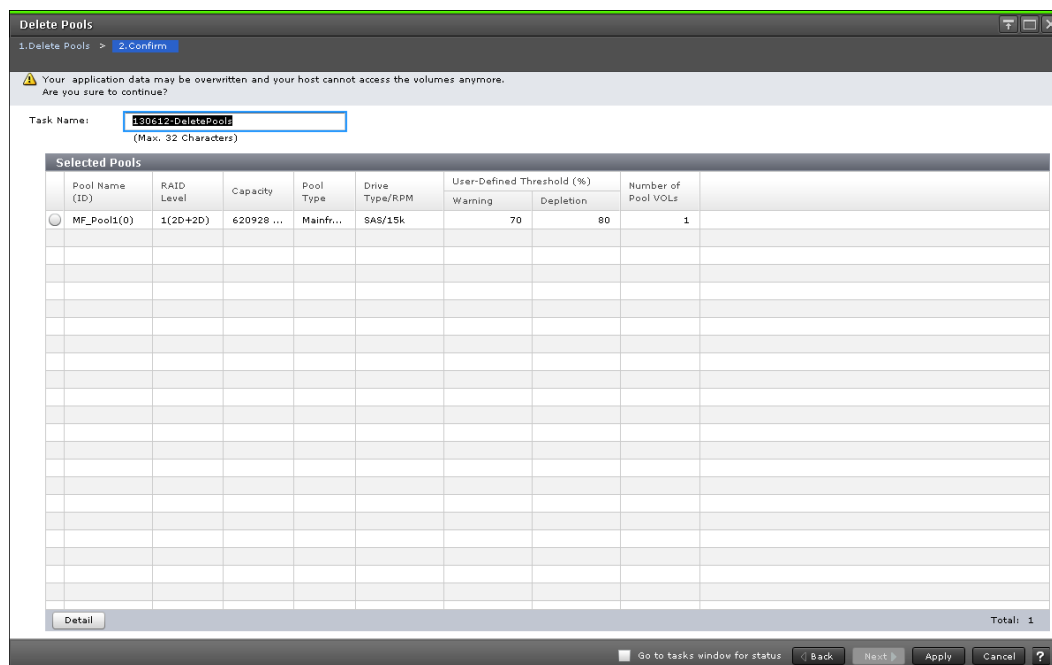 Delete Pools
1.Delete Pools > 2.Confirm
Your application data may be overwritten and your host cannot access the volumes anymore.
Are you sure to continue?
Task Name: 130612-DeletePools
(Max. 32 Characters)
Selected Pools
Pool Name (ID) RAID Level Capacity Pool Type Drive Type/RPM User-Defined Threshold (%) Warning Depletion Number of Pool VOLs
MF_Pool1(0) 1(2D+2D) 620928 ... Mainfr... SAS/15k 70 80 1
Detail Total: 1
Go to tasks window for status Back Next Apply Cancel ?